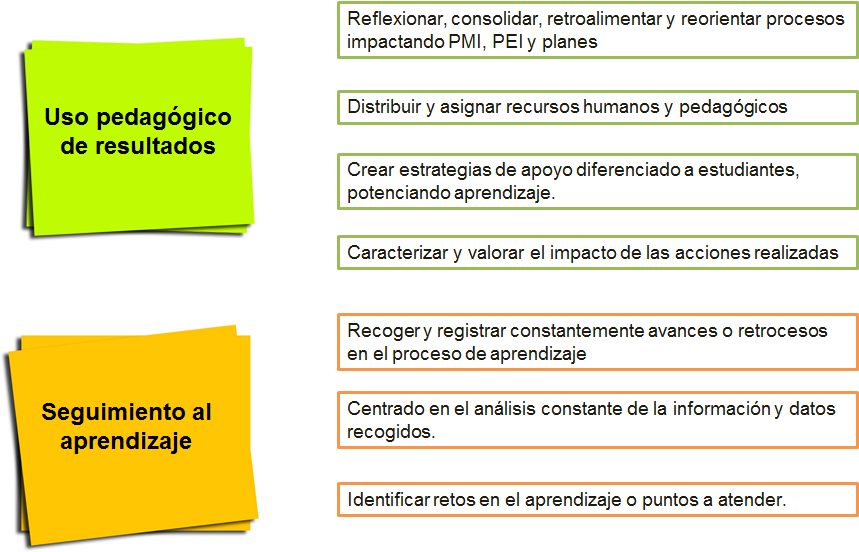 Uso pedagógico
de resultados
Reflexionar, consolidar, retroalimentar y reorientar procesos
impactando PMI, PEI y planes
Distribuir y asignar recursos humanos y pedagógicos
Crear estrategias de apoyo diferenciado a estudiantes,
potenciando aprendizaje.
Caracterizar y valorar el impacto de las acciones realizadas
Seguimiento al
aprendizaje
Recoger y registrar constantemente avances o retrocesos
en el proceso de aprendizaje
Centrado en el análisis constante de la información y datos
recogidos.
Identificar retos en el aprendizaje o puntos a atender.